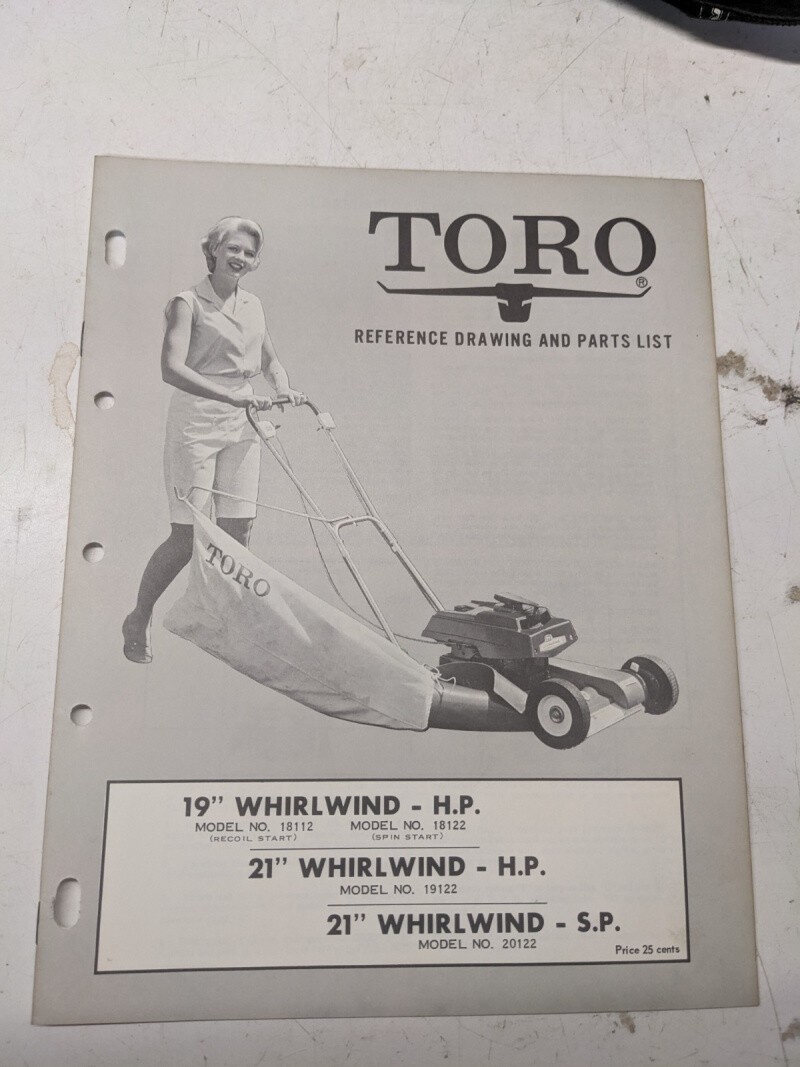 TORO®
REFERENCE DRAWING AND PARTS LIST
TORO
19" WHIRLWIND - H.P.
MODEL NO. 18112 MODEL NO. 18122
(RECOIL START) (SPIN START)
21" WHIRLWIND - H.P.
MODEL NO. 19122
21" WHIRLWIND - S.P.
MODEL NO. 20122
Price 25 cents